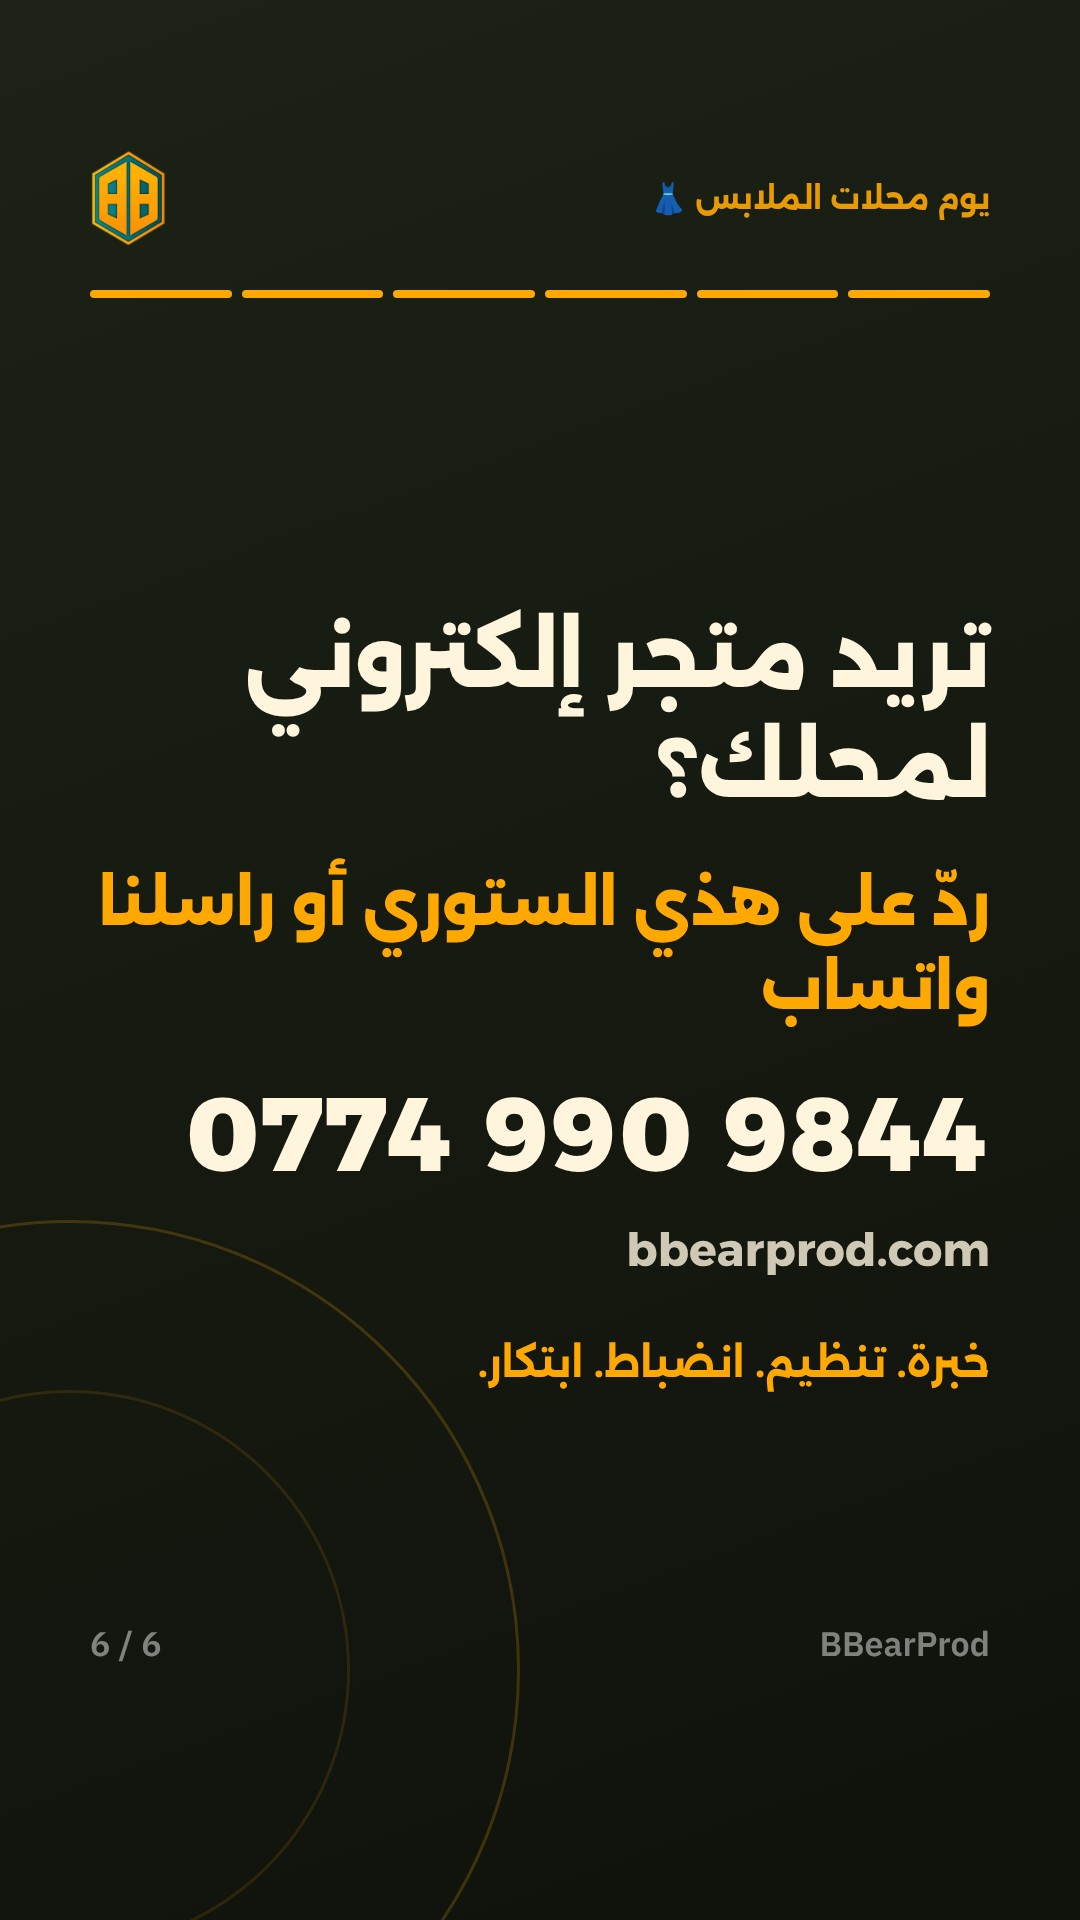 يوم محلات الملابس 👗
تريد متجر إلكتروني
لمحلك؟
ردّ على هذي الستوري أو راسلنا
واتساب
0774 990 9844
bbearprod.com
خبرة. تنظيم. انضباط. ابتكار.
BBearProd
6 / 6